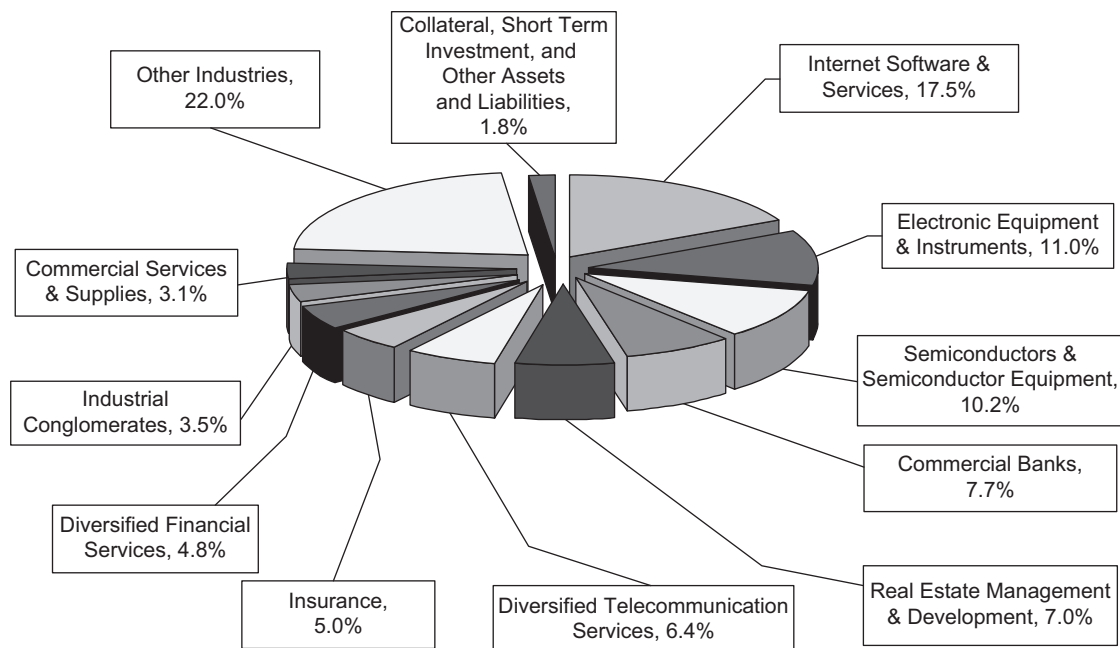 Collateral, Short Term
Investment, and
Other Assets
and Liabilities,
1.8%
Internet Software &
Services, 17.5%
Electronic Equipment
& Instruments, 11.0%
Semiconductors &
Semiconductor Equipment,
10.2%
Commercial Banks,
7.7%
Real Estate Management
& Development, 7.0%
Diversified Telecommunication
Services, 6.4%
Insurance,
5.0%
Diversified Financial
Services, 4.8%
Industrial
Conglomerates, 3.5%
Commercial Services
& Supplies, 3.1%
Other Industries,
22.0%